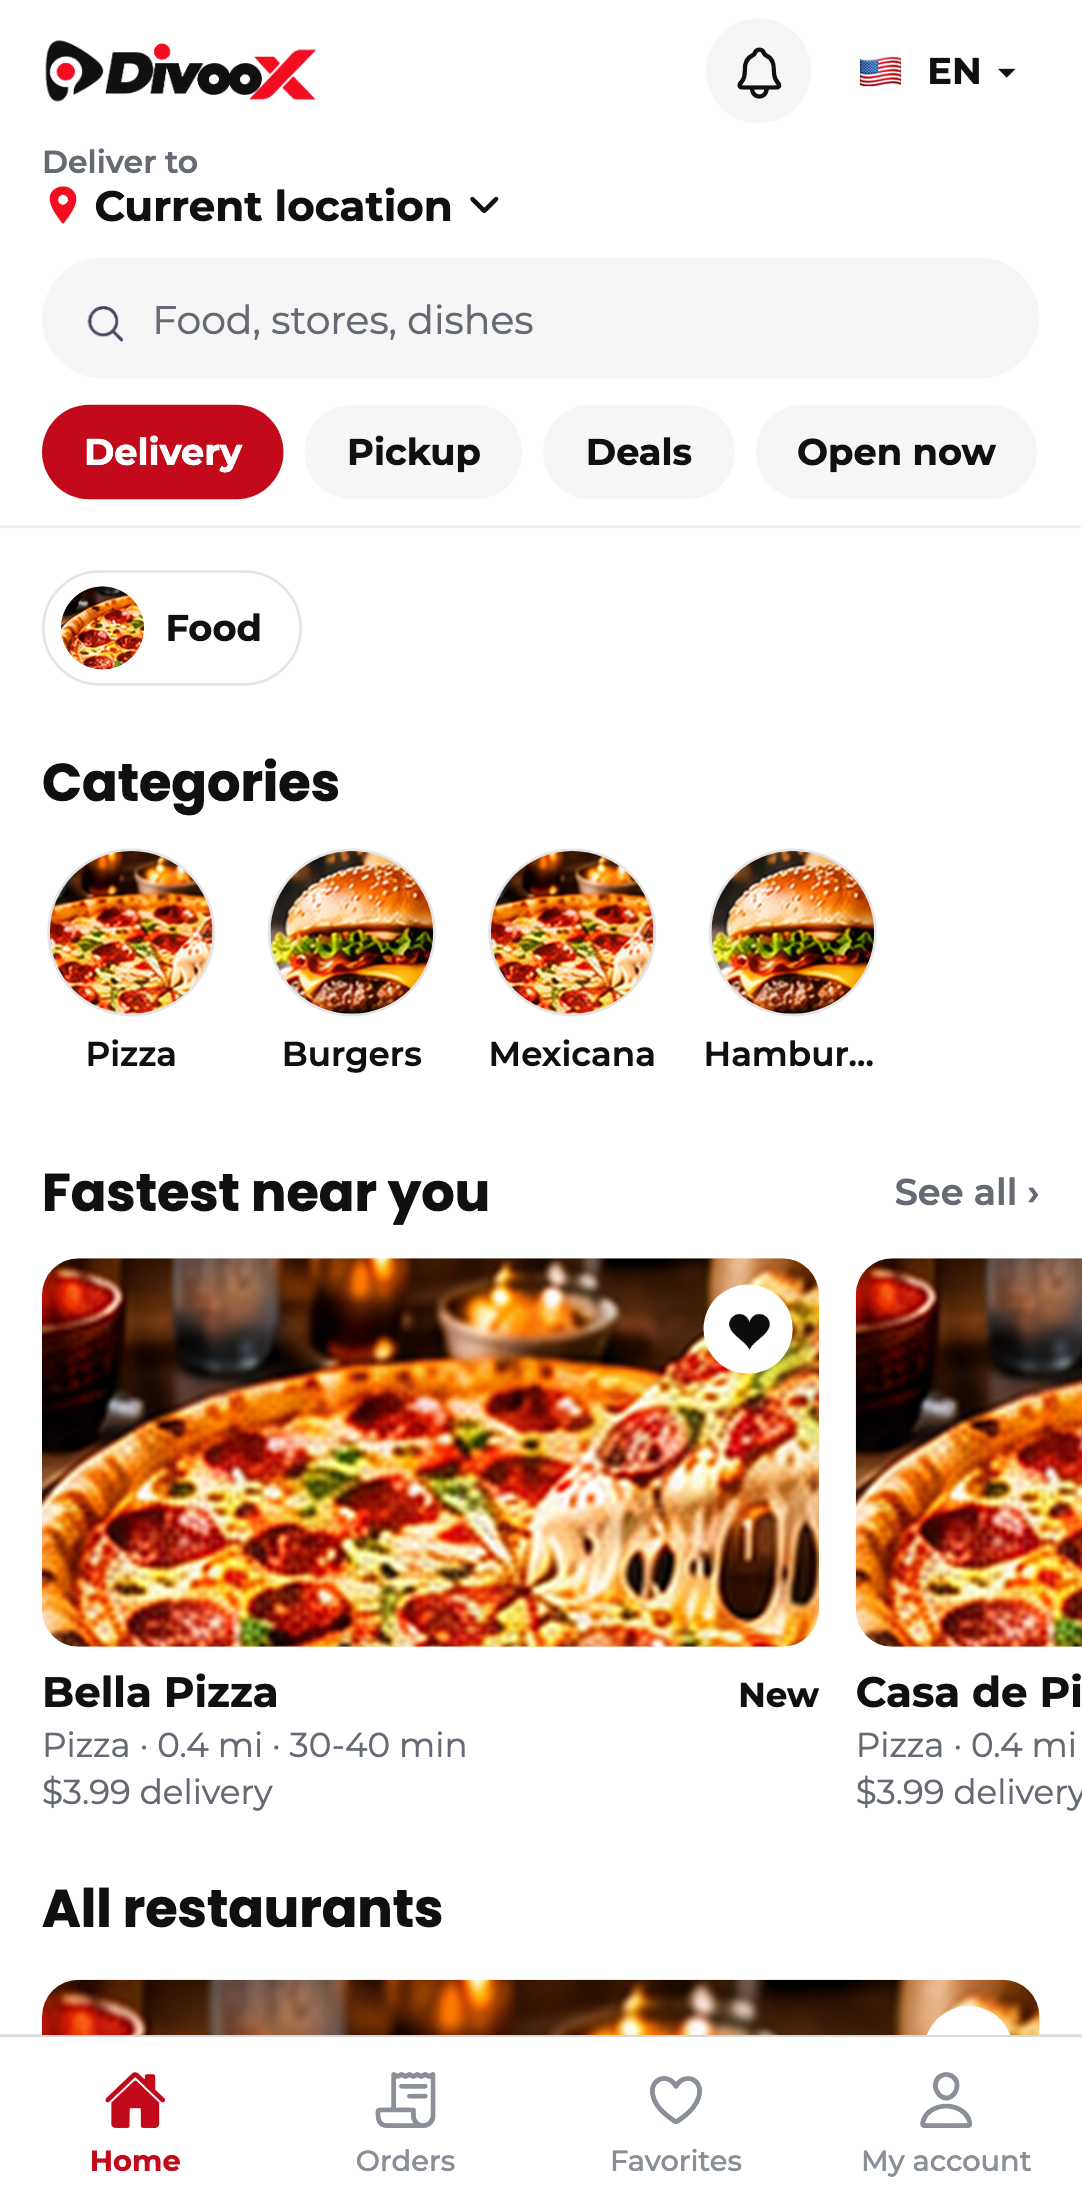 DivooX
EN
Deliver to
Current location
Food, stores, dishes
Delivery
Pickup
Deals
Open now
Food
Categories
Pizza
Burgers
Mexicana
Hambur...
Fastest near you
See all ›
Bella Pizza
New
Pizza · 0.4 mi · 30-40 min
$3.99 delivery
Casa de Pi
Pizza · 0.4 mi
$3.99 delivery
All restaurants
Home
Orders
Favorites
My account